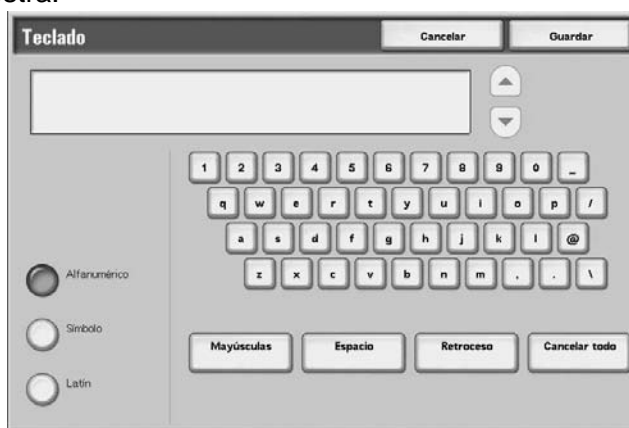 stra.
Teclado Cancelar Guardar
1 2 3 4 5 6 7 8 9 0 _
q w e r t y u i o p /
a s d f g h j k l @
z x c v b n m , . \
Alfanumérico
Símbolo
Latín
Mayúsculas Espacio Retroceso Cancelar todo